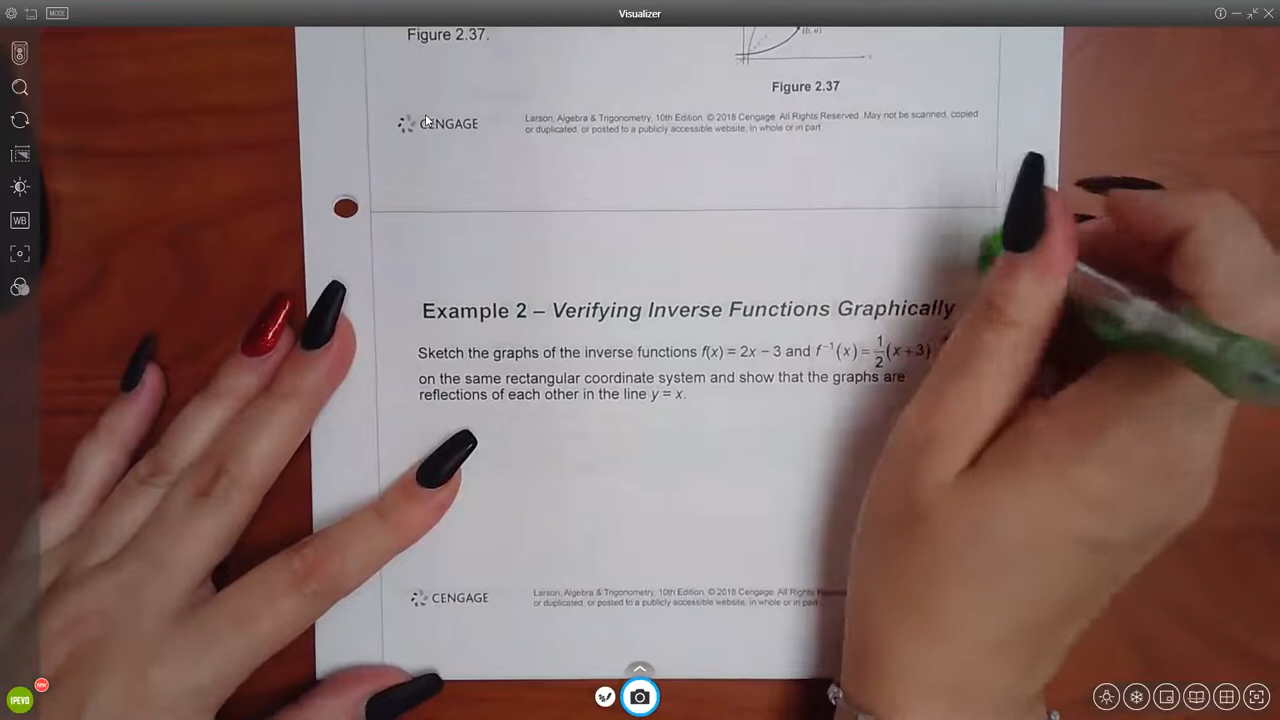 Visualizer
MODE
Figure 2.37.
(b, a)
x
Figure 2.37
CENGAGE
Larson, Algebra & Trigonometry, 10th Edition. © 2018 Cengage. All Rights Reserved. May not be scanned, copied
or duplicated, or posted to a publicly accessible website, in whole or in part.
WB
Example 2 – Verifying Inverse Functions Graphically
Sketch the graphs of the inverse functions f(x) = 2x – 3 and f⁻¹(x) = 1/2(x + 3)
on the same rectangular coordinate system and show that the graphs are
reflections of each other in the line y = x.
CENGAGE
Larson, Algebra & Trigonometry, 10th Edition. © 2018 Cengage. All Rights
or duplicated, or posted to a publicly accessible website, in whole or in part.
IPEVO